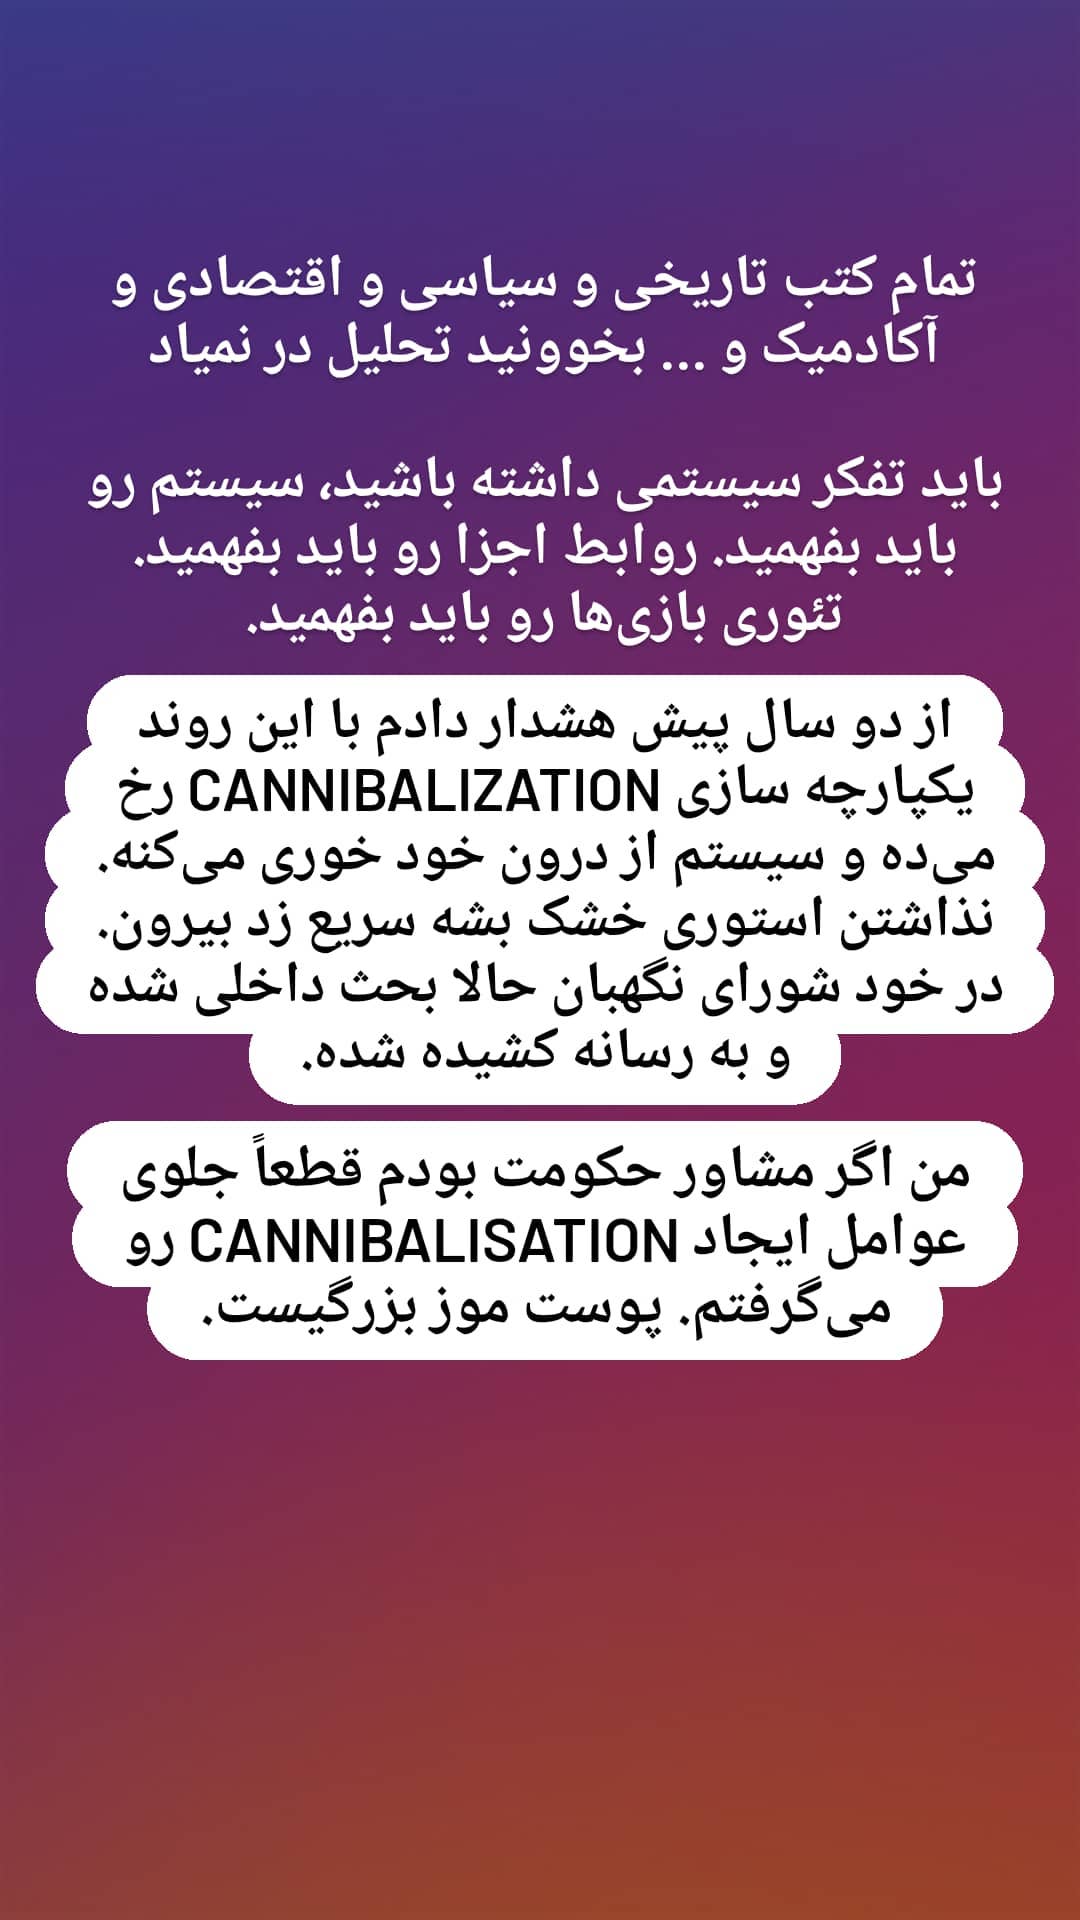 تمام کتب تاریخی و سیاسی و اقتصادی و
آکادمیک و ... بخوونید تحلیل در نمیاد
باید تفکر سیستمی داشته باشید، سیستم رو
باید بفهمید. روابط اجزا رو باید بفهمید.
تئوری بازی‌ها رو باید بفهمید.
از دو سال پیش هشدار دادم با این روند
یکپارچه سازی CANNIBALIZATION رخ
می‌ده و سیستم از درون خود خوری می‌کنه.
نذاشتن استوری خشک بشه سریع زد بیرون.
در خود شورای نگهبان حالا بحث داخلی شده
و به رسانه کشیده شده.
من اگر مشاور حکومت بودم قطعاً جلوی
عوامل ایجاد CANNIBALISATION رو
می‌گرفتم. پوست موز بزرگیست.